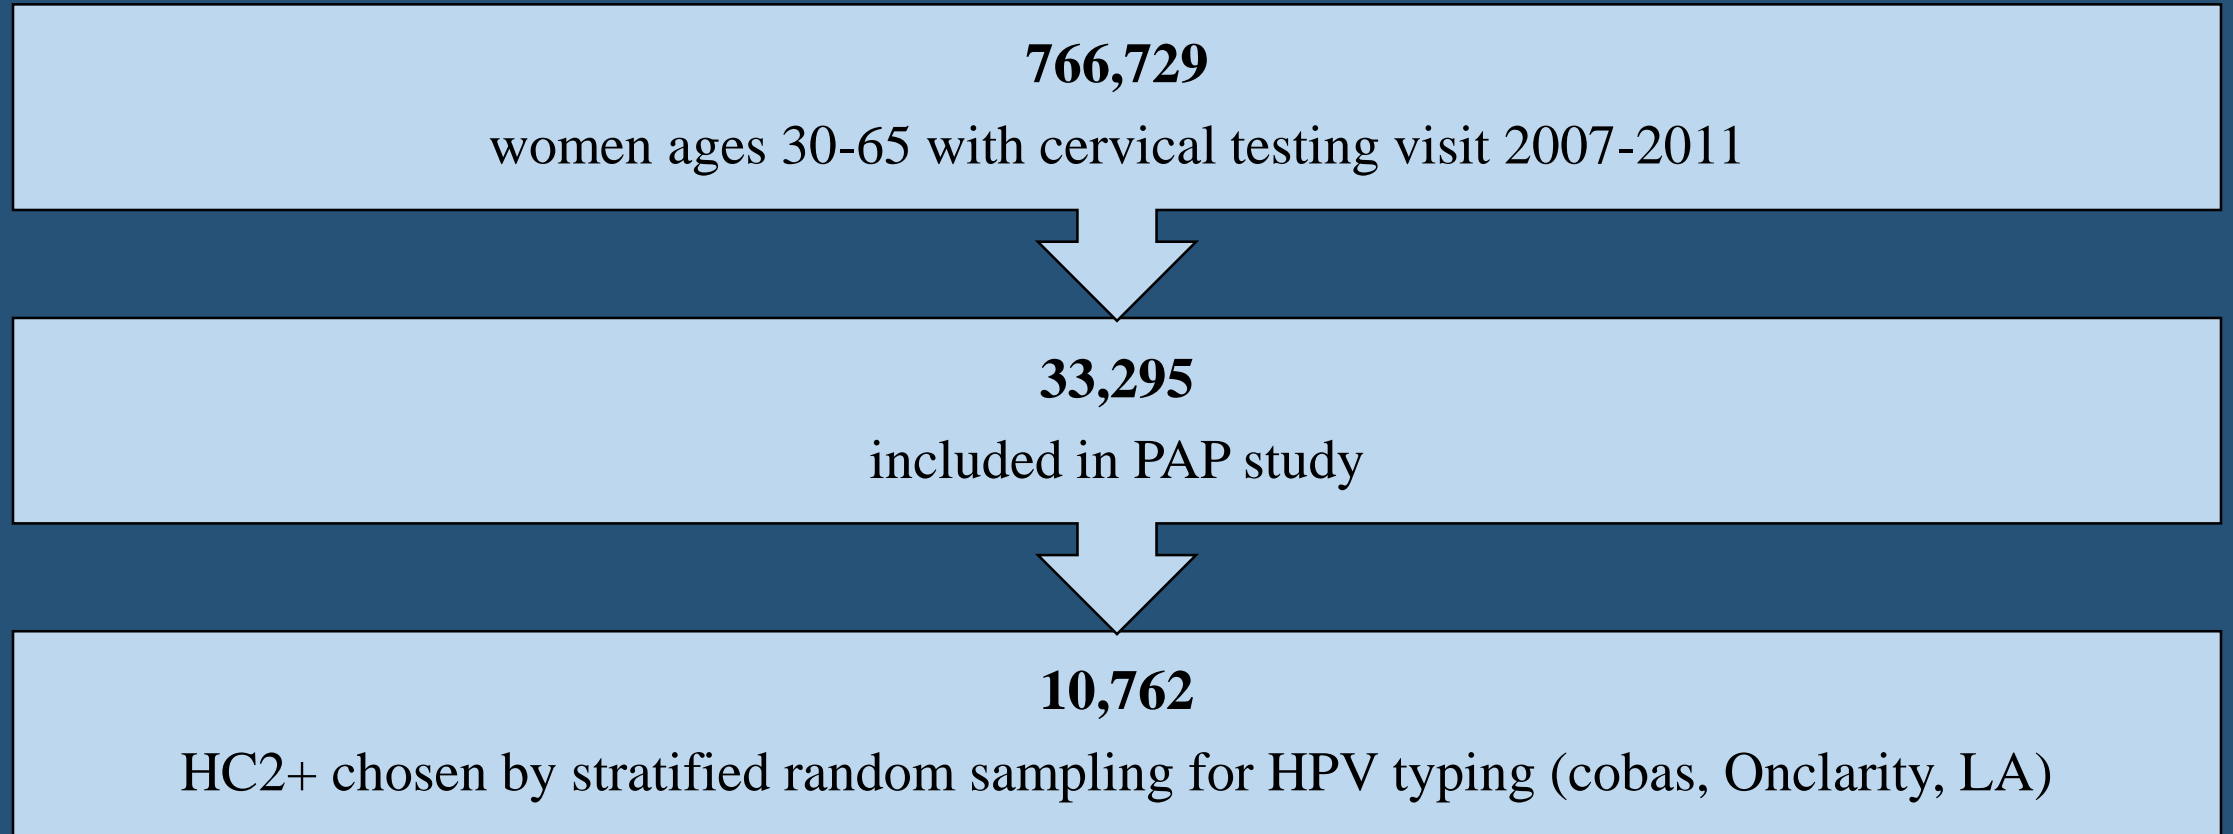 766,729
women ages 30-65 with cervical testing visit 2007-2011
33,295
included in PAP study
10,762
HC2+ chosen by stratified random sampling for HPV typing (cobas, Onclarity, LA)